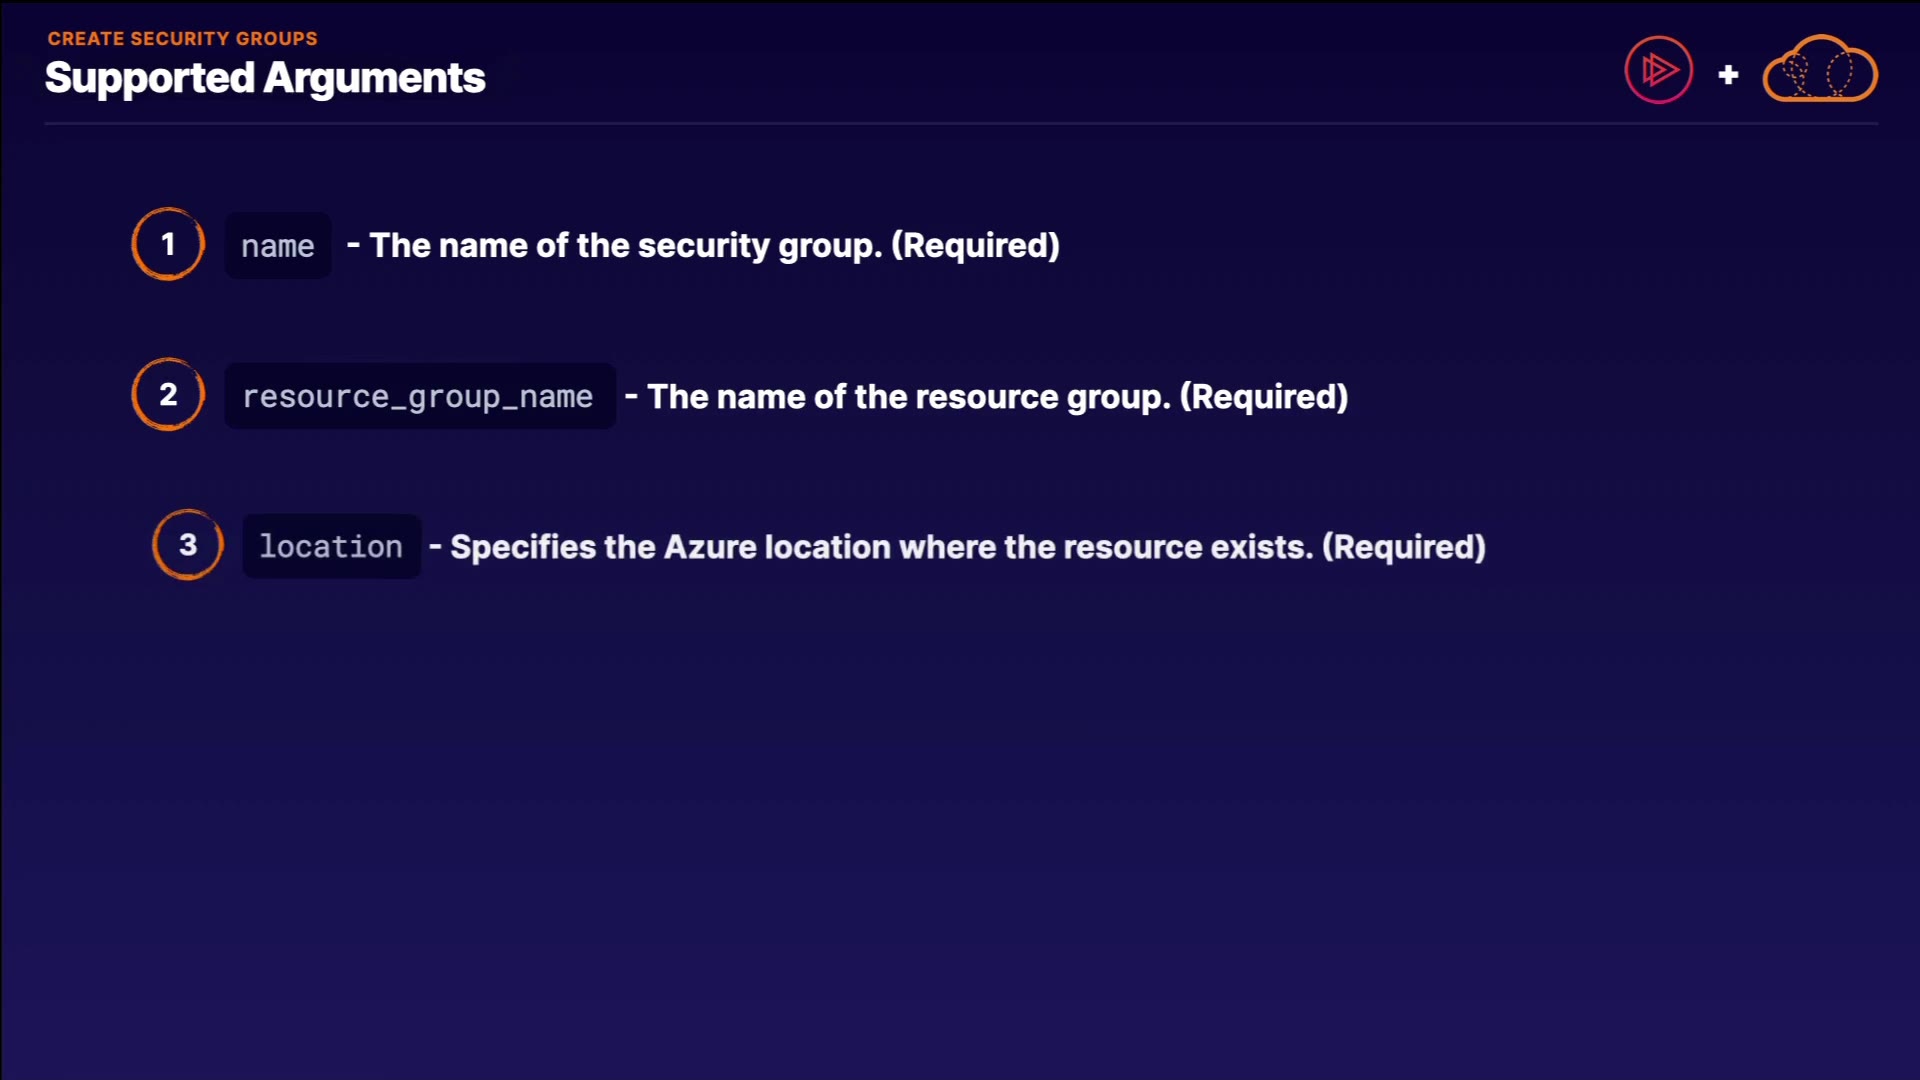 CREATE SECURITY GROUPS
Supported Arguments
1 name - The name of the security group. (Required)
2 resource_group_name - The name of the resource group. (Required)
3 location - Specifies the Azure location where the resource exists. (Required)